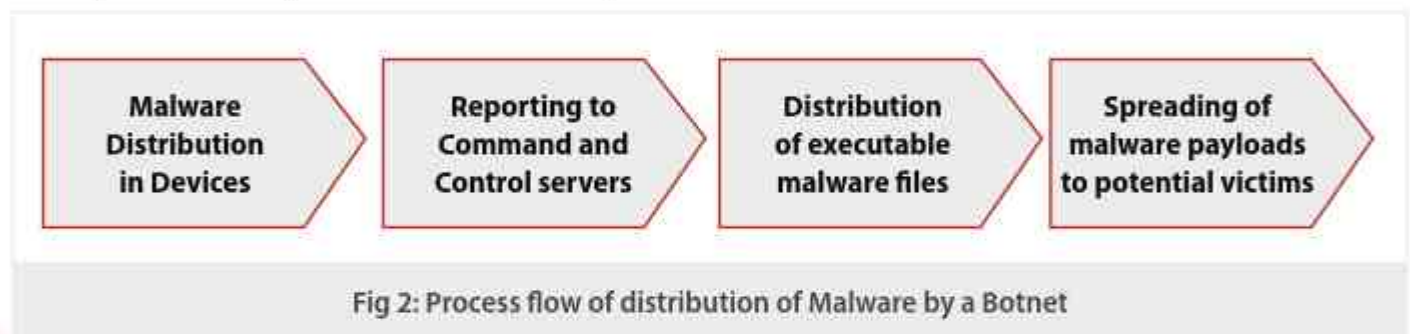 Malware
Distribution
in Devices
Reporting to
Command and
Control servers
Distribution
of executable
malware files
Spreading of
malware payloads
to potential victims
Fig 2: Process flow of distribution of Malware by a Botnet